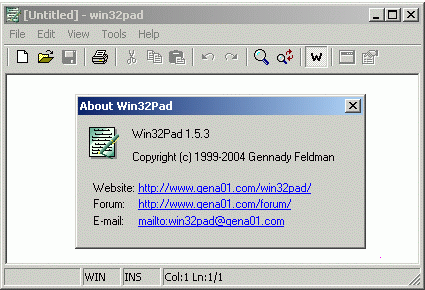 [Untitled] - win32pad
File Edit View Tools Help
W
About Win32Pad
Win32Pad 1.5.3
Copyright (c) 1999-2004 Gennady Feldman
Website: http://www.gena01.com/win32pad/
Forum: http://www.gena01.com/forum/
E-mail: mailto:win32pad@gena01.com
WIN INS Col:1 Ln:1/1